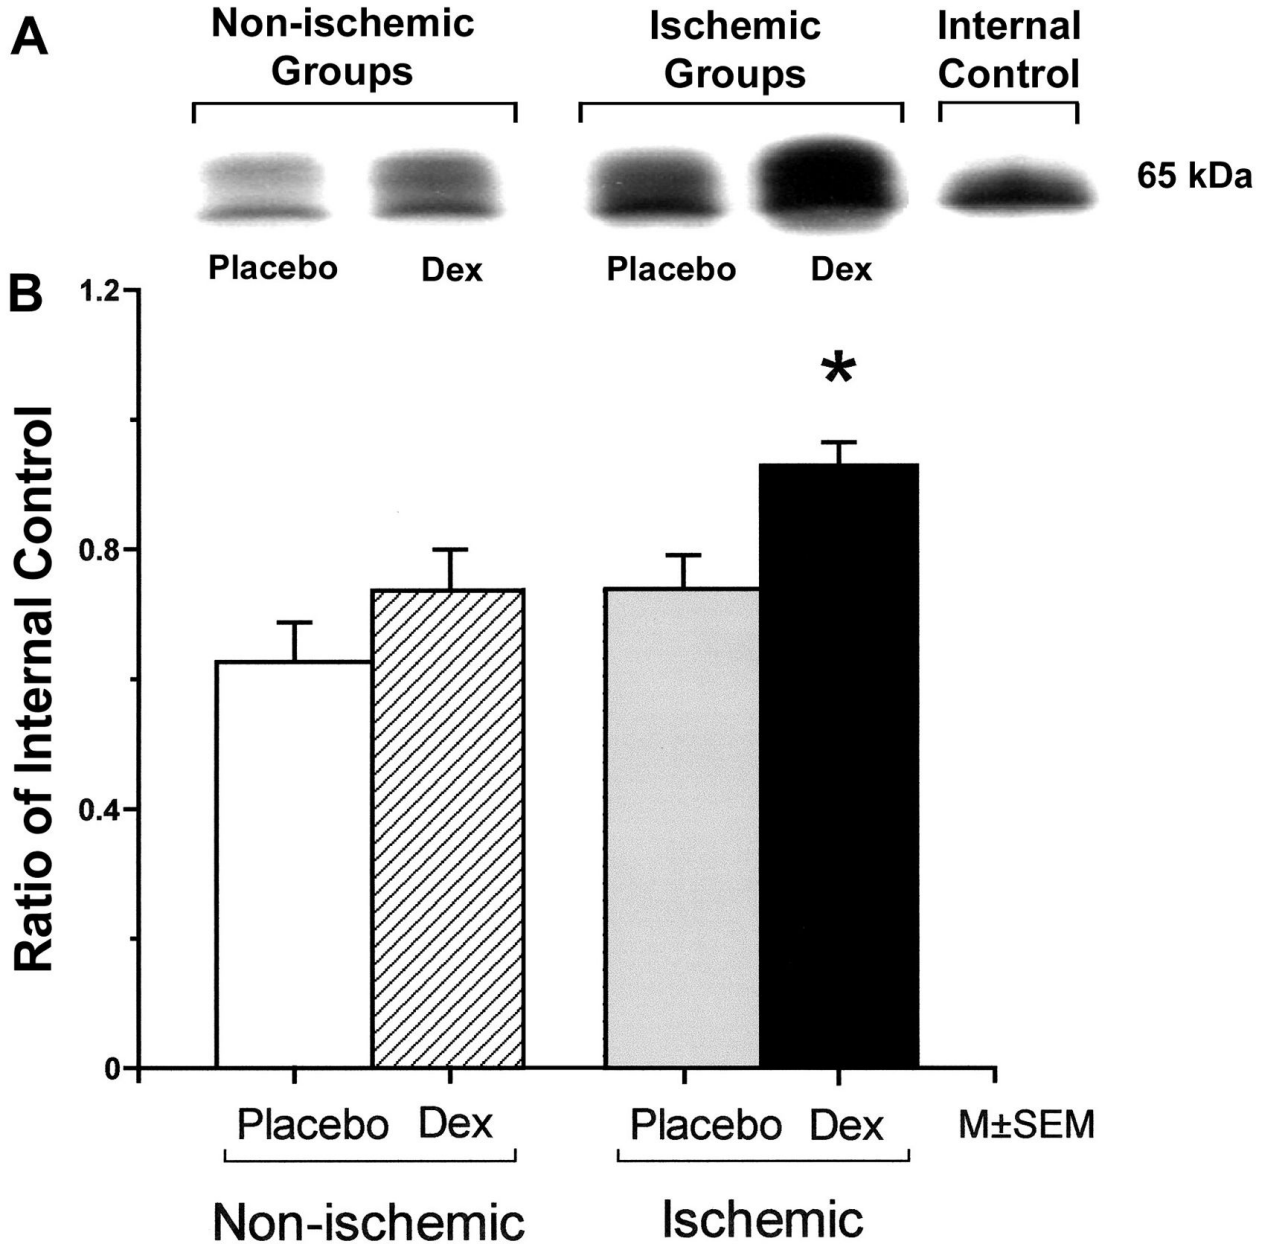 A
Non-ischemic
Groups
Ischemic
Groups
Internal
Control
65 kDa
Placebo
Dex
Placebo
Dex
B
1.2
0.8
0.4
0
Ratio of Internal Control
*
Placebo
Dex
Placebo
Dex
M±SEM
Non-ischemic
Ischemic